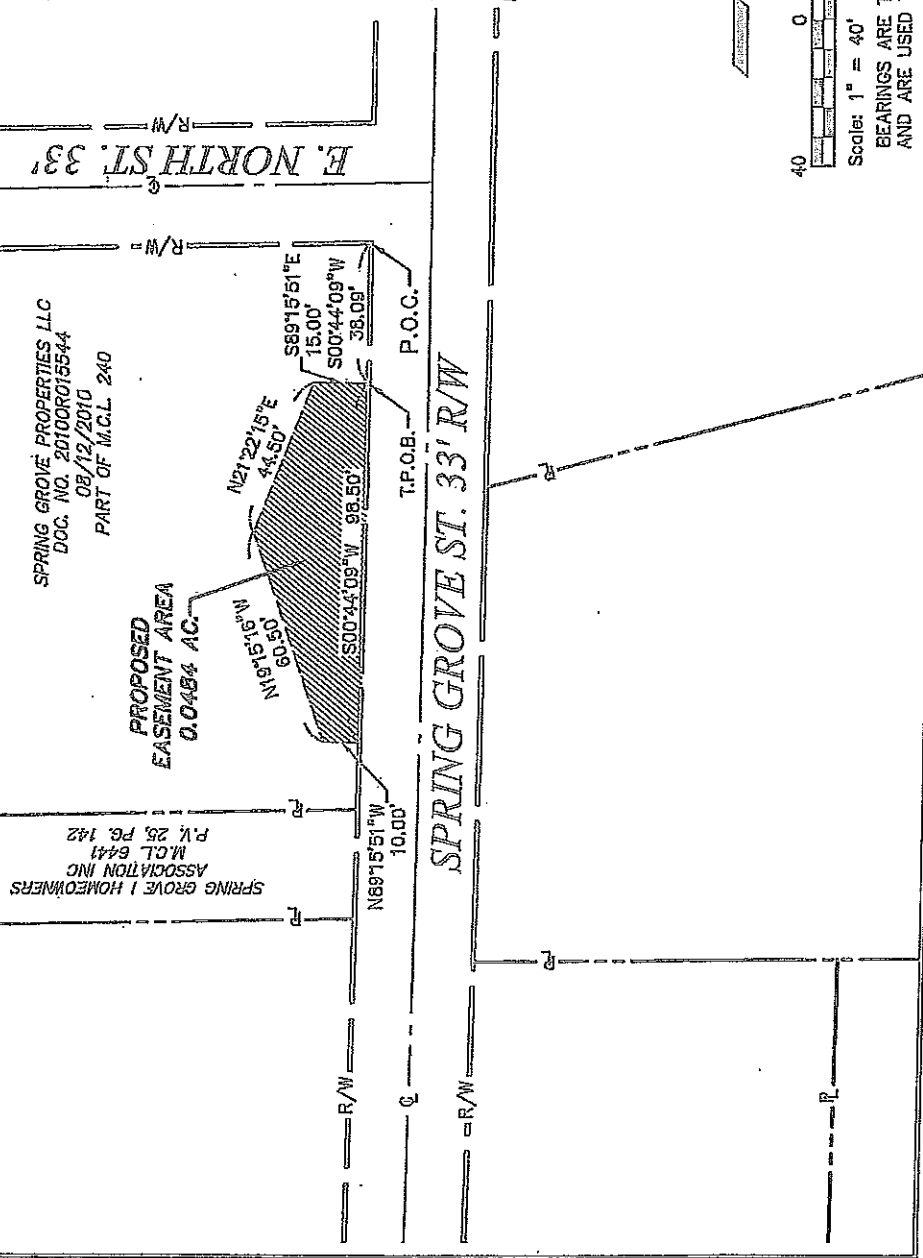 E. NORTH ST. 33'
R/W
R/W
SPRING GROVE PROPERTIES LLC
DOC. NO. 2010OR015544
08/12/2010
PART OF M.C.L. 240
PROPOSED
EASEMENT AREA
0.0484 AC.
N21°22'15"E
44.50'
S89°15'51"E
15.00'
S00°44'09"W
38.09'
N19°15'16"W
60.50'
S00°44'09"W 98.50'
N89°15'51"W
10.00'
T.P.O.B.
P.O.C.
SPRING GROVE I HOMEOWNERS
ASSOCIATION INC
M.C.L. 6441
P.V. 25, PG. 142
SPRING GROVE ST. 33' R/W
R/W
R/W
40
0
Scale: 1" = 40'
BEARINGS ARE
AND ARE USED